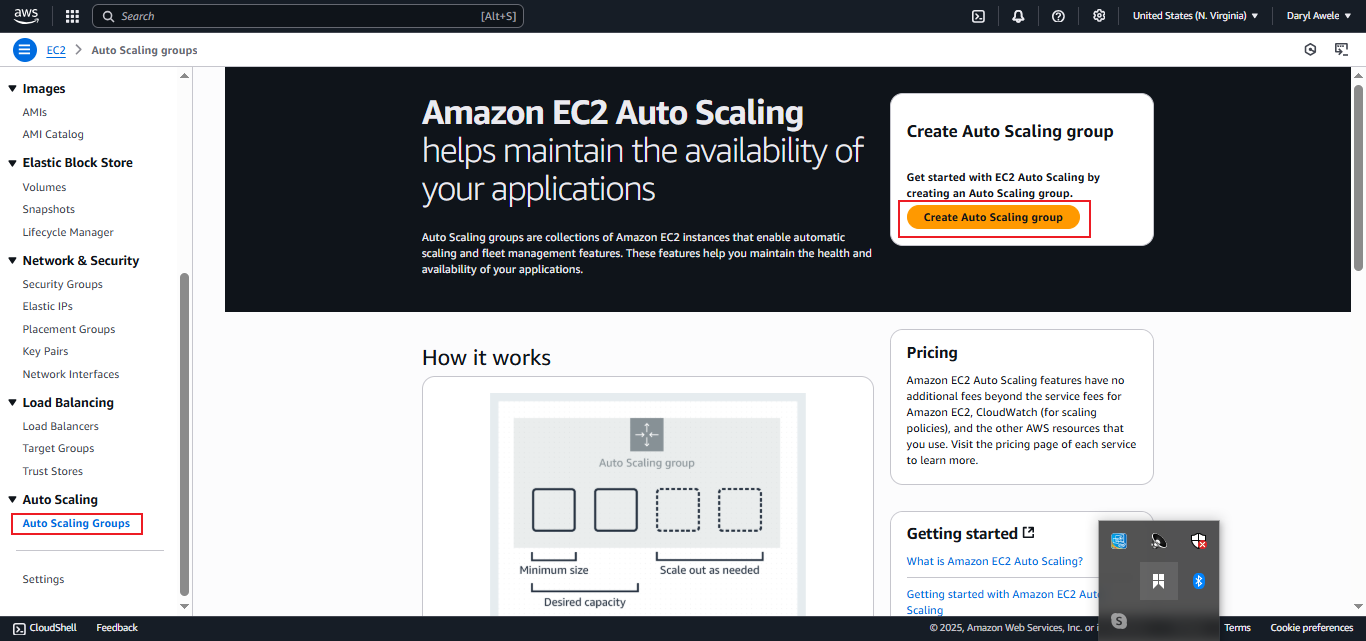 aws
Search
[Alt+S]
United States (N. Virginia)
Daryl Awele
EC2
Auto Scaling groups
Images
AMIs
AMI Catalog
Elastic Block Store
Volumes
Snapshots
Lifecycle Manager
Network & Security
Security Groups
Elastic IPs
Placement Groups
Key Pairs
Network Interfaces
Load Balancing
Load Balancers
Target Groups
Trust Stores
Auto Scaling
Auto Scaling Groups
Settings
Amazon EC2 Auto Scaling
helps maintain the availability of
your applications
Auto Scaling groups are collections of Amazon EC2 instances that enable automatic
scaling and fleet management features. These features help you maintain the health and
availability of your applications.
Create Auto Scaling group
Get started with EC2 Auto Scaling by
creating an Auto Scaling group.
Create Auto Scaling group
How it works
Auto Scaling group
Minimum size
Scale out as needed
Desired capacity
Pricing
Amazon EC2 Auto Scaling features have no
additional fees beyond the service fees for
Amazon EC2, CloudWatch (for scaling
policies), and the other AWS resources that
you use. Visit the pricing page of each service
to learn more.
Getting started
What is Amazon EC2 Auto Scaling?
Getting started with Amazon EC2
Scaling
S
CloudShell
Feedback
© 2025, Amazon Web Services, Inc. or
Terms
Cookie preferences